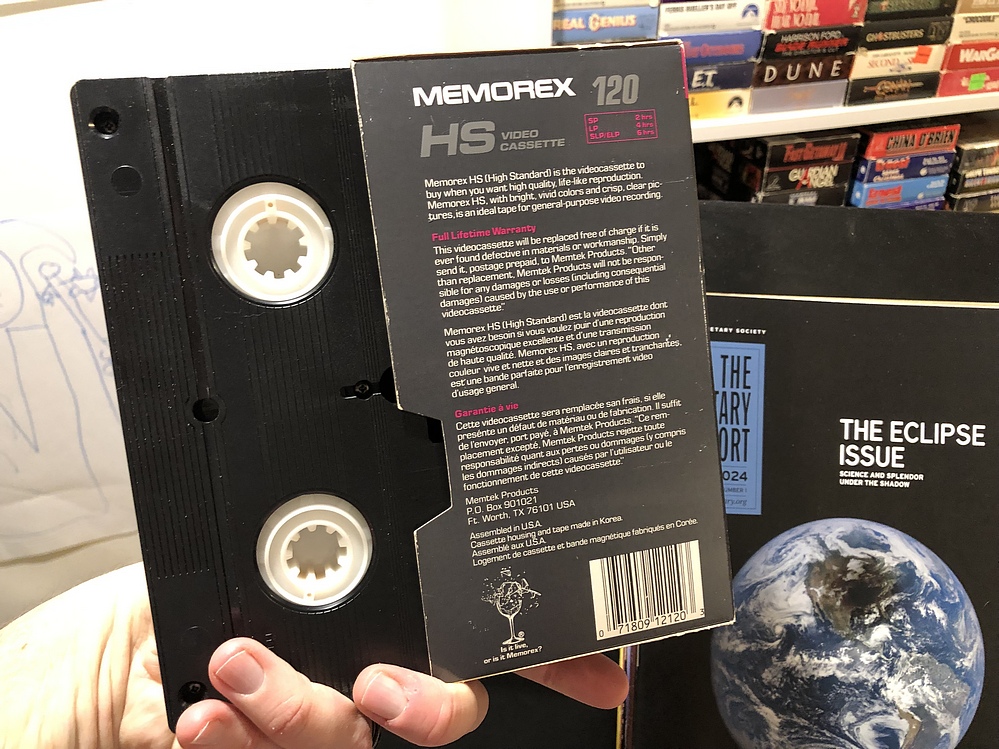 MEMOREX 120
HS VIDEO
CASSETTE
SP 2 hrs
LP 4 hrs
SLP/ELP 6 hrs
Memorex HS (High Standard) is the videocassette to
buy when you want high quality, life-like reproduction.
Memorex HS, with bright, vivid colors and crisp, clear pic-
tures, is an ideal tape for general-purpose video recording.
Full Lifetime Warranty
This videocassette will be replaced free of charge if it is
ever found defective in materials or workmanship. Simply
send it, postage prepaid, to Memtek Products. "Other
than replacement, Memtek Products will not be respon-
sible for any damages or losses (including consequential
damages) caused by the use or performance of this
videocassette."
Memorex HS (High Standard) est la videocassette dont
vous avez besoin si vous voulez jouir d'une reproduction
magnétoscopique excellente et d'une transmission
de haute qualité. Memorex HS, avec un reproduction
couleur vive et nette et des images claires et tranchantes,
est une bande parfaite pour l'enregistrement video
d'usage general.
Garantie à vie
Cette videocassette sera remplacée san frais, si elle
présente un défaut de matériau ou de fabrication. Il suffit
de l'envoyer, port payé, à Memtek Products. "Ce rem-
placement excepté, Memtek Products rejette toute
responsabilité quant aux pertes ou dommages (y compris
les dommages indirects) causés par l'utilisateur ou le
fonctionnement de cette videocassette."
Memtek Products
P.O. Box 901021
Ft. Worth, TX 76101 USA
Assembled in U.S.A.
Cassette housing and tape made in Korea.
Assemblé aux U.S.A.
Logement de cassette et bande magnétique fabriqués en Corée.
Is it live,
or is it Memorex?
0 71809 12120 3
REAL GENIUS
FERRIS BUELLER'S DAY OFF
HARRISON FORD
GHOSTBUSTERS
E.T.
DUNE
WARG
CHINA O'BRIEN
ETARY SOCIETY
THE
TARY
ORT
024
NUMBER 1
ry.org
THE ECLIPSE
ISSUE
SCIENCE AND SPLENDOR
UNDER THE SHADOW